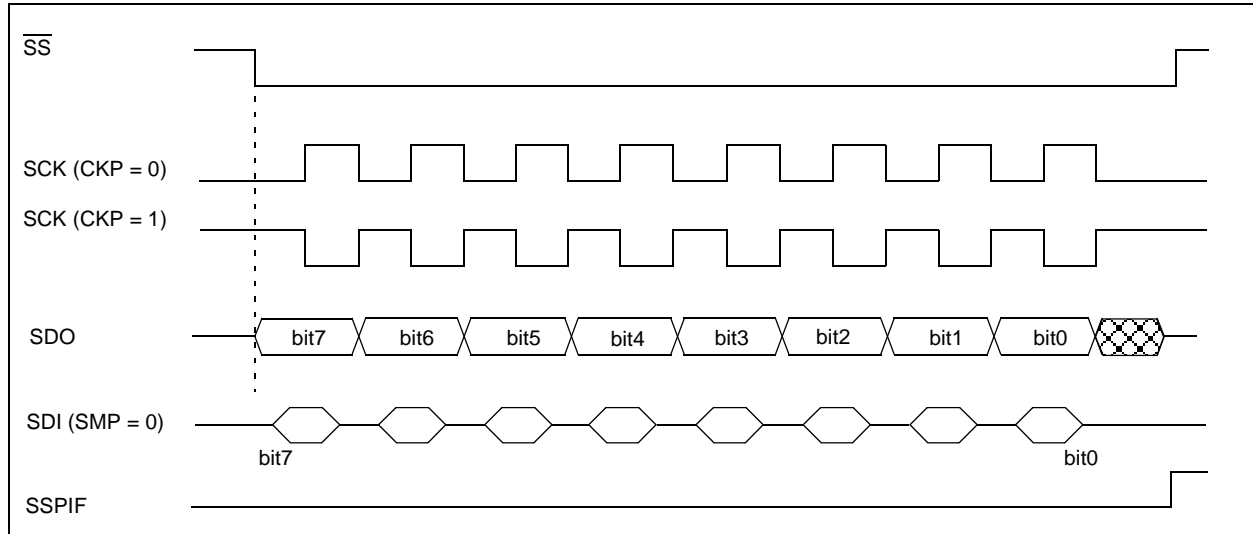 S̅S̅
SCK (CKP = 0)
SCK (CKP = 1)
SDO
bit7 bit6 bit5 bit4 bit3 bit2 bit1 bit0
SDI (SMP = 0)
bit7 bit0
SSPIF